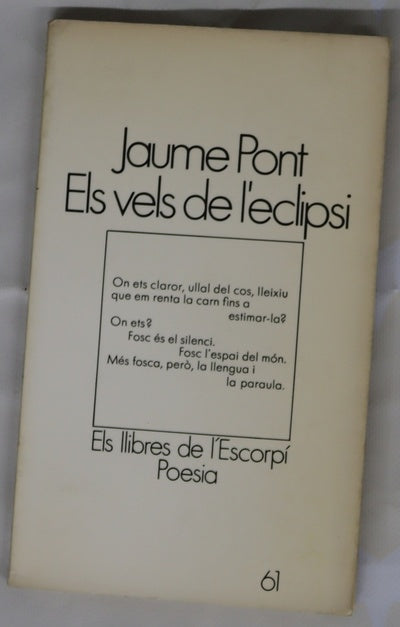 Jaume Pont
Els vels de l'eclipsi
On ets claror, ullal del cos, lleixiu
que em renta la carn fins a
estimar-la?
On ets?
Fosc és el silenci.
Fosc l'espai del món.
Més fosca, però, la llengua i
la paraula.
Els llibres de l'Escorpí
Poesia
61